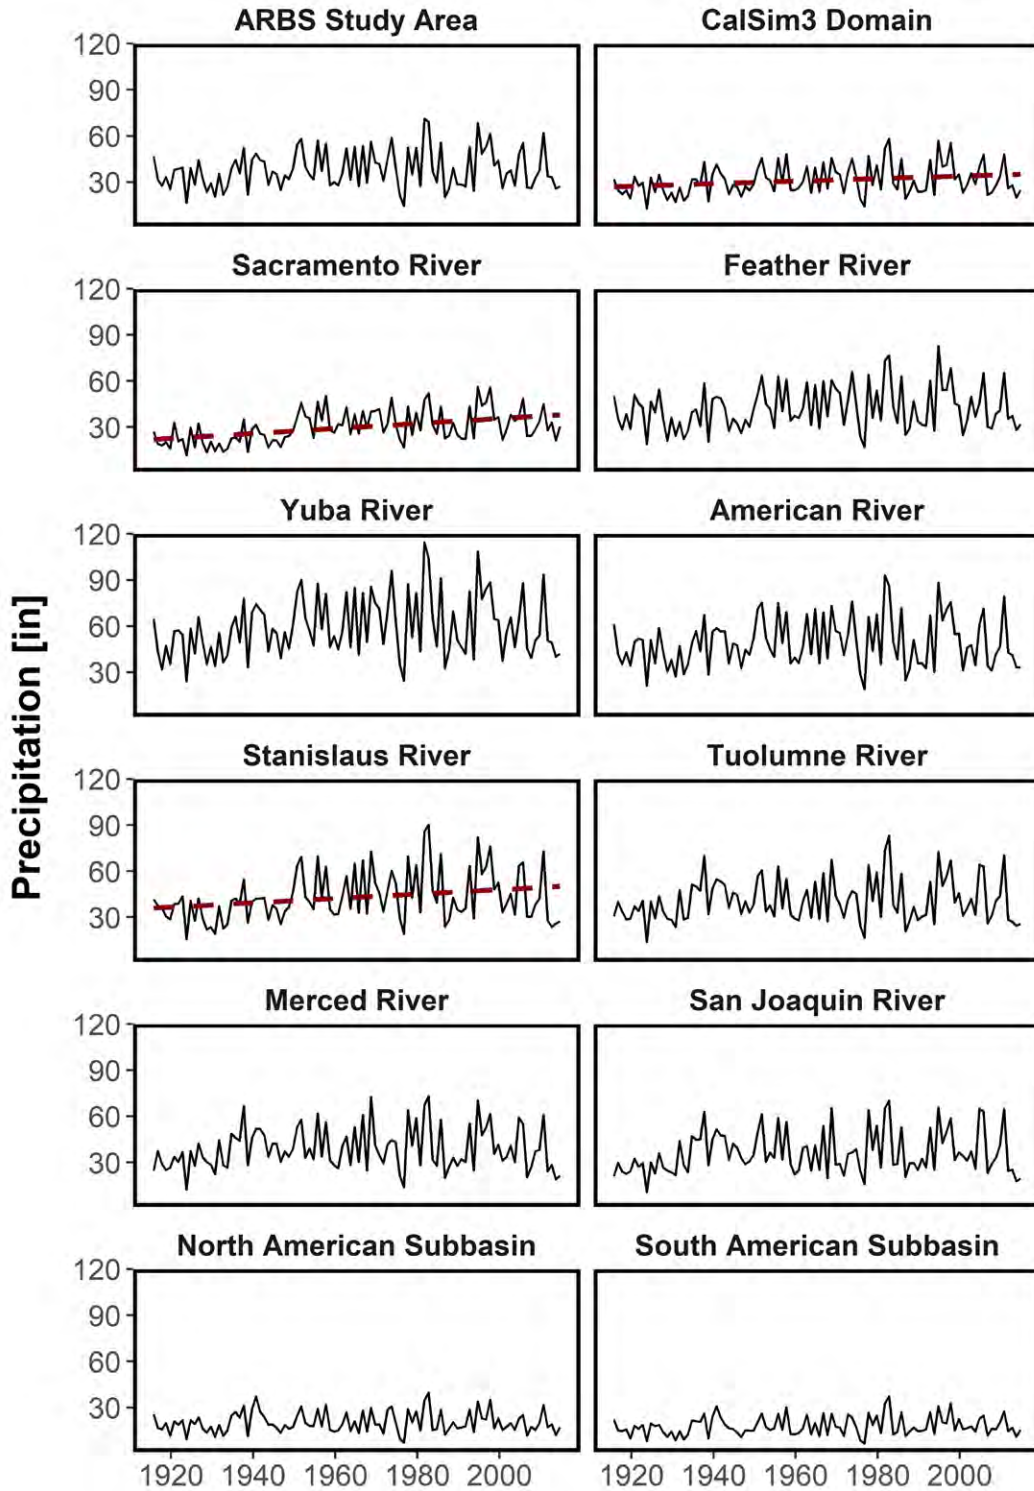 ARBS Study Area
CalSim3 Domain
120
90
60
30
Sacramento River
Feather River
120
90
60
30
Yuba River
American River
120
90
60
30
Precipitation [in]
Stanislaus River
Tuolumne River
120
90
60
30
Merced River
San Joaquin River
120
90
60
30
North American Subbasin
South American Subbasin
120
90
60
30
1920 1940 1960 1980 2000
1920 1940 1960 1980 2000